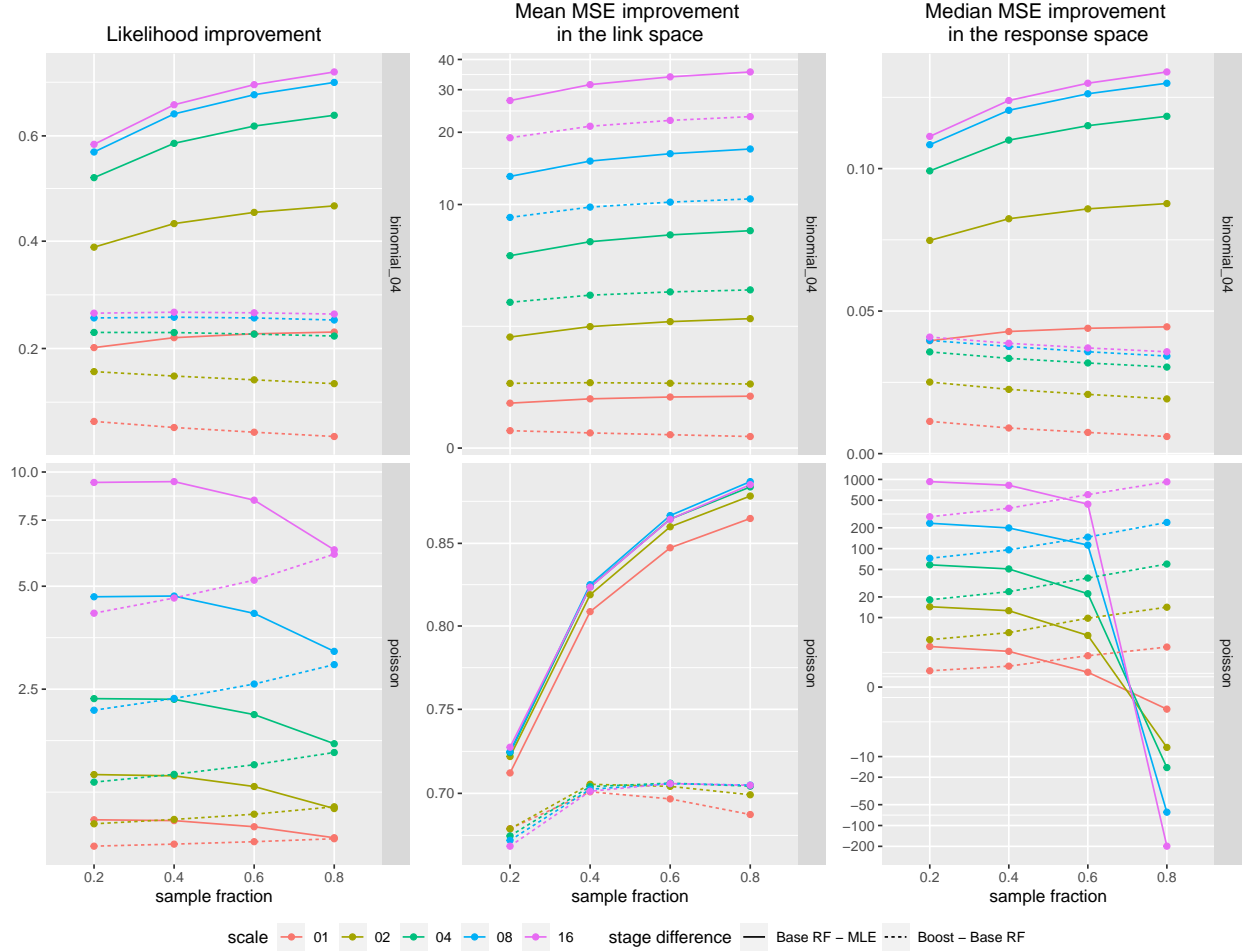 Likelihood improvement
Mean MSE improvement
in the link space
Median MSE improvement
in the response space
0.6
0.4
0.2
binomial_04
40
30
20
10
0
binomial_04
0.10
0.05
0.00
binomial_04
10.0
7.5
5.0
2.5
poisson
0.85
0.80
0.75
0.70
poisson
1000
500
200
100
50
20
10
0
−10
−20
−50
−100
−200
poisson
0.2 0.4 0.6 0.8
sample fraction
0.2 0.4 0.6 0.8
sample fraction
0.2 0.4 0.6 0.8
sample fraction
scale 01 02 04 08 16 stage difference Base RF − MLE Boost − Base RF